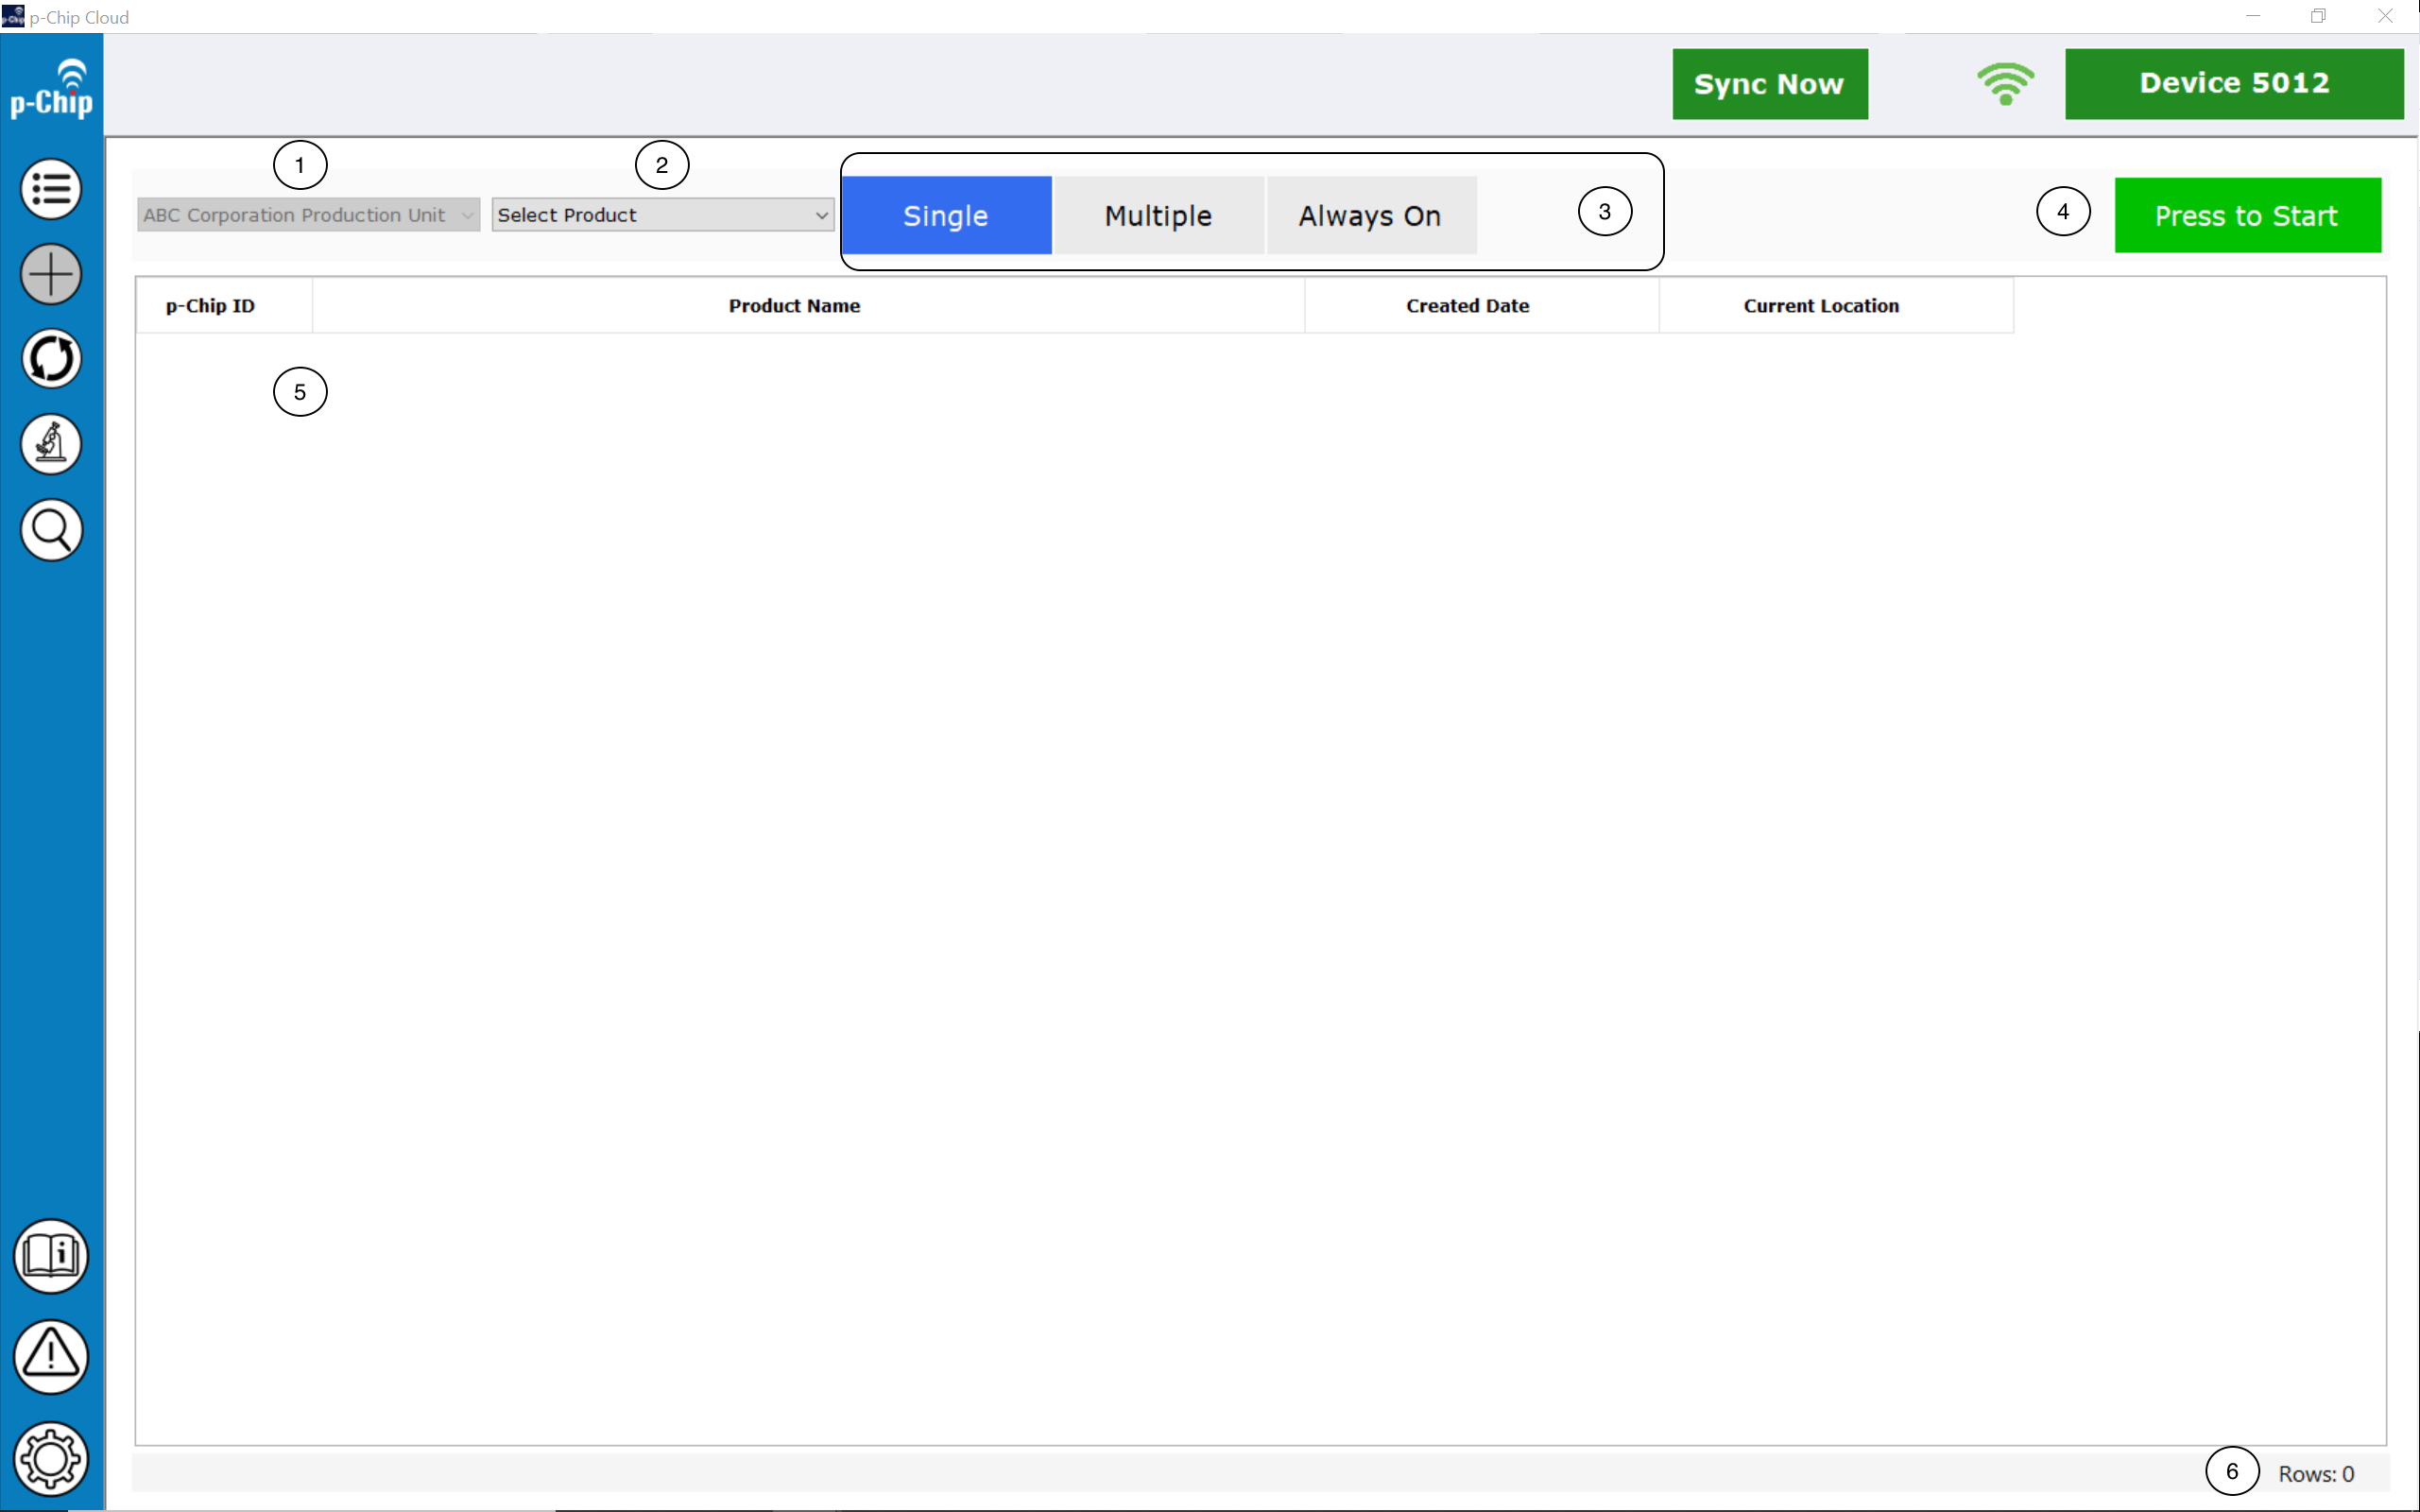 p-Chip Cloud
p-Chip
Sync Now
Device 5012
1
2
ABC Corporation Production Unit
Select Product
Single
Multiple
Always On
3
4
Press to Start
p-Chip ID
Product Name
Created Date
Current Location
5
6
Rows: 0